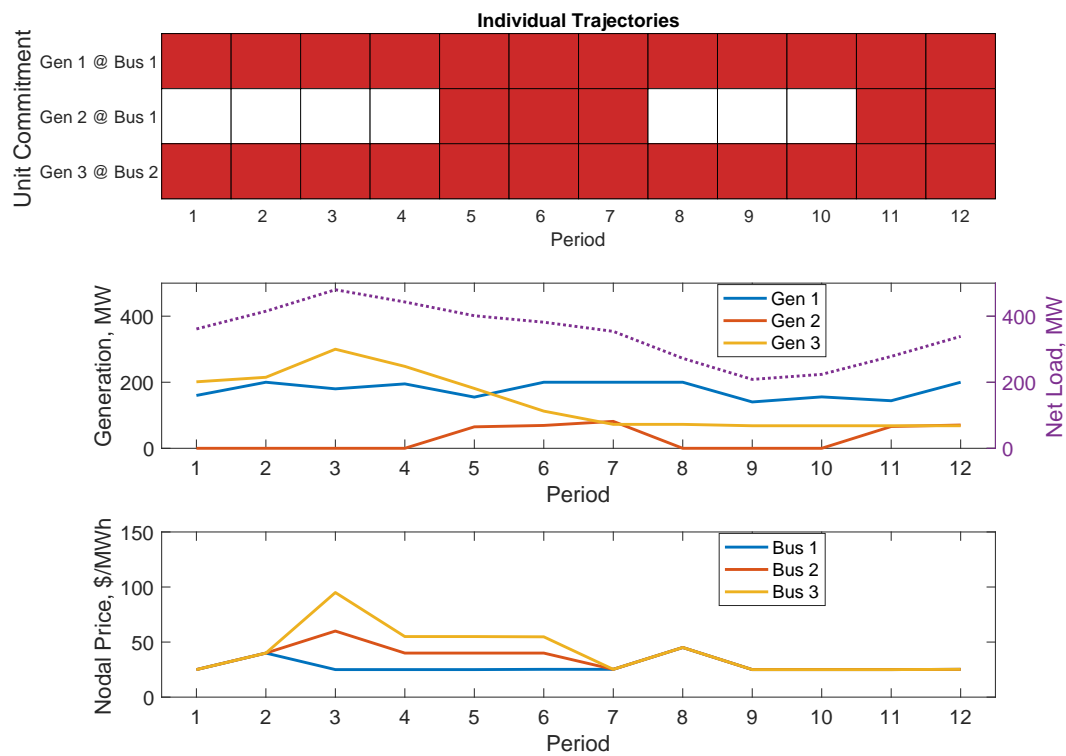 Individual Trajectories
Unit Commitment
Gen 1 @ Bus 1
Gen 2 @ Bus 1
Gen 3 @ Bus 2
1 2 3 4 5 6 7 8 9 10 11 12
Period
Generation, MW
400
200
0
Gen 1
Gen 2
Gen 3
400
200
0
Net Load, MW
1 2 3 4 5 6 7 8 9 10 11 12
Period
Nodal Price, $/MWh
150
100
50
0
Bus 1
Bus 2
Bus 3
1 2 3 4 5 6 7 8 9 10 11 12
Period